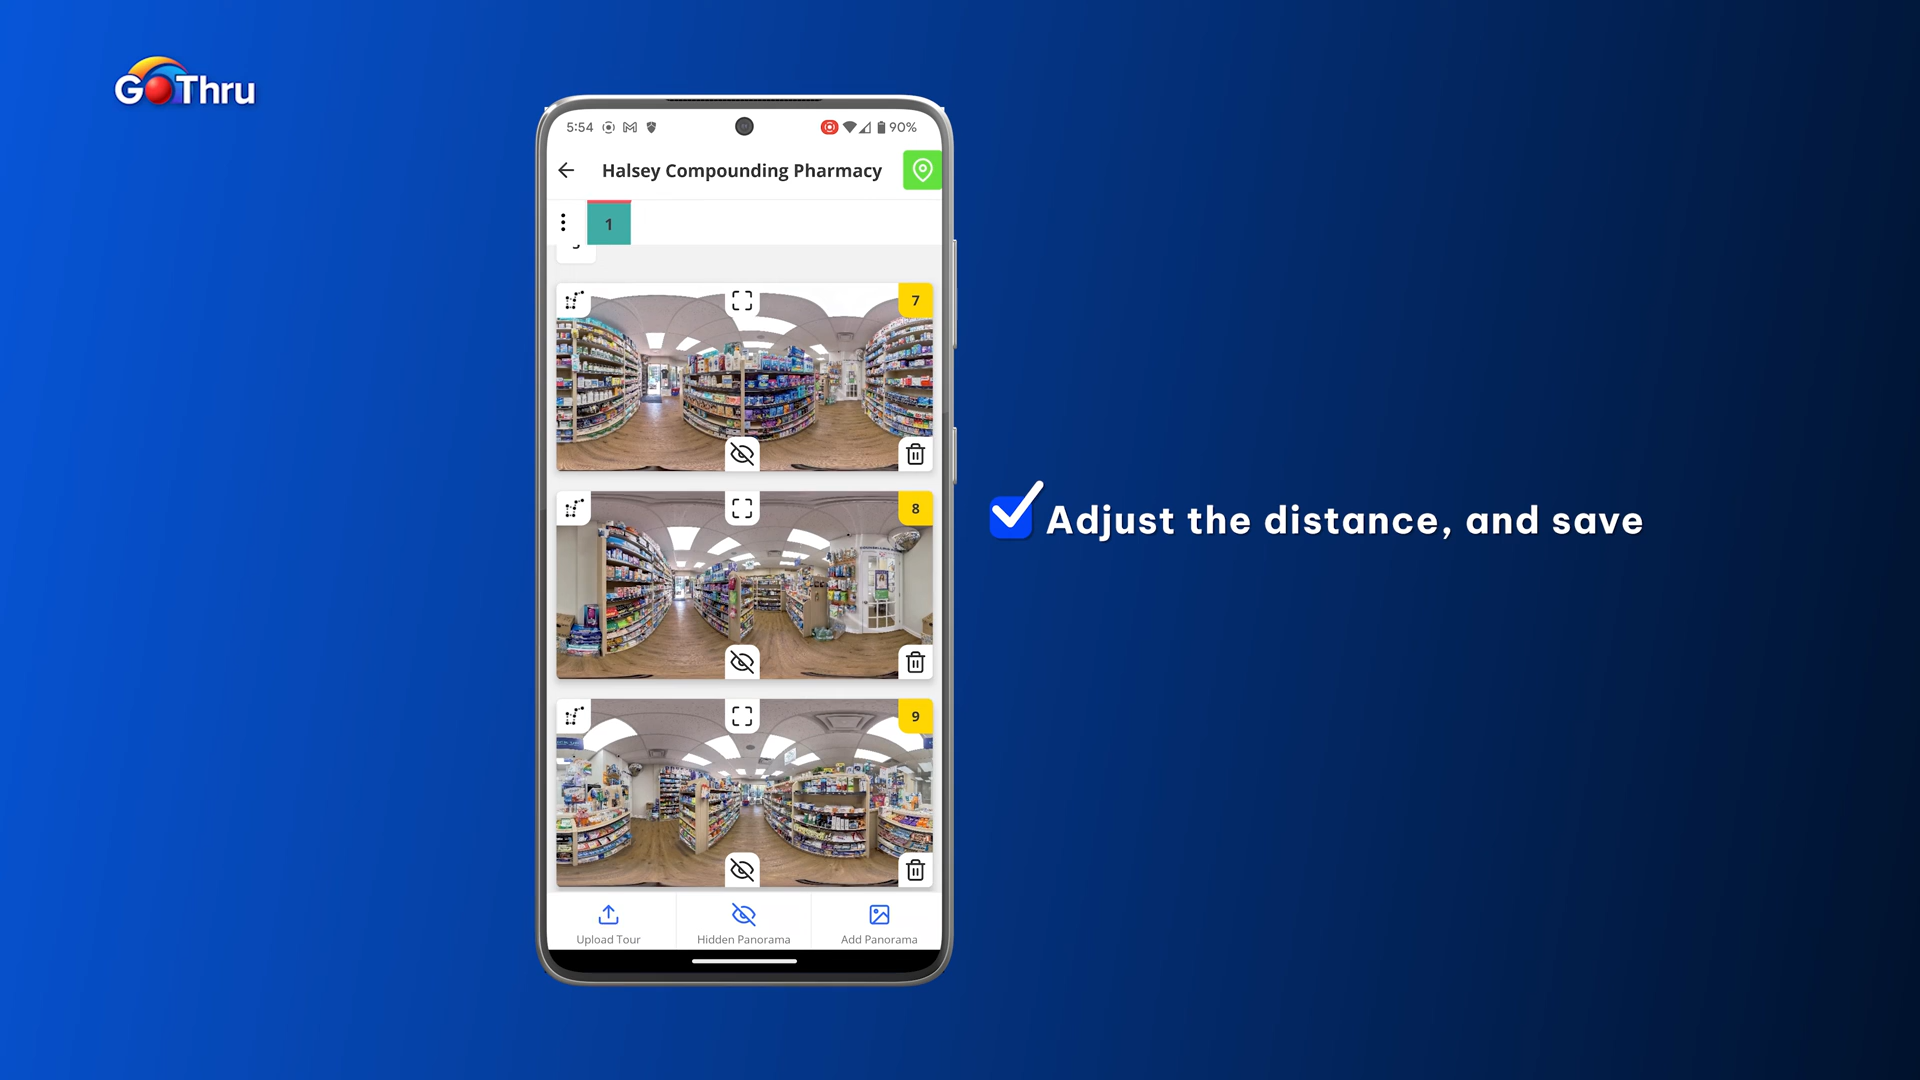 GoThru
5:54
90%
Halsey Compounding Pharmacy
1
7
8
9
Upload Tour
Hidden Panorama
Add Panorama
Adjust the distance, and save